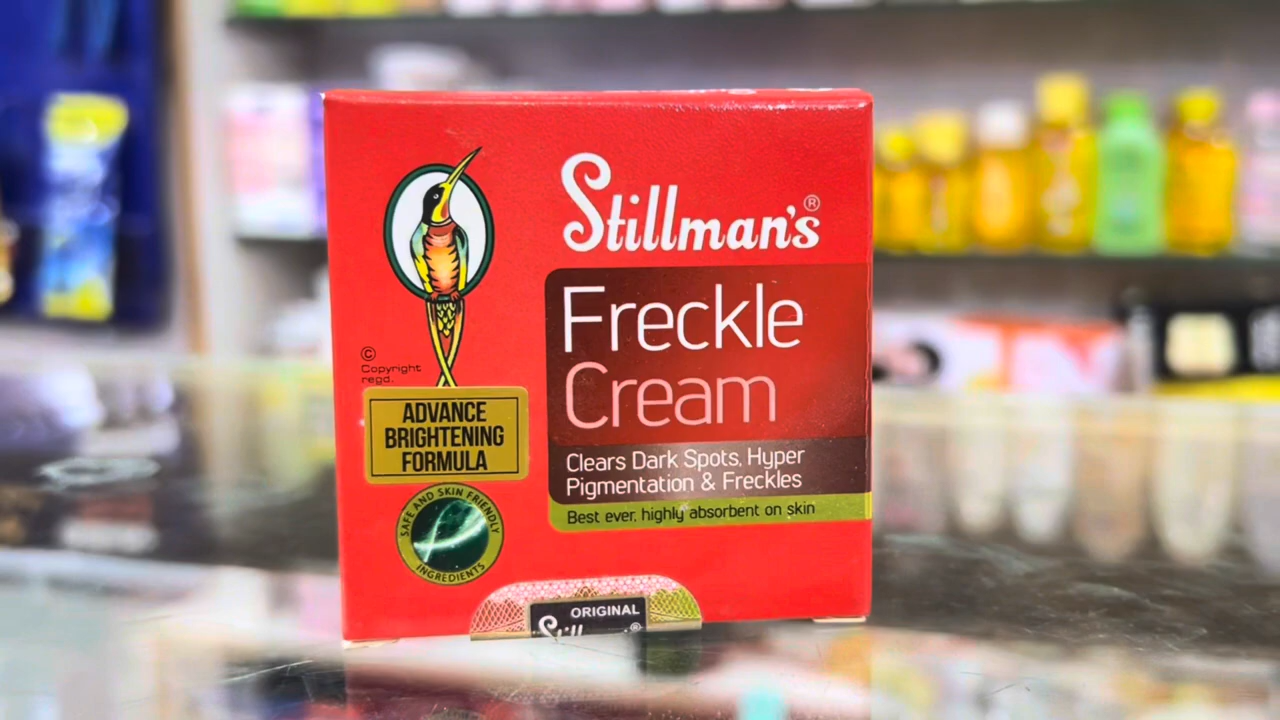 Stillman's®
Freckle
Cream
Clears Dark Spots, Hyper
Pigmentation & Freckles
Best ever, highly absorbent on skin
©
Copyright
regd.
ADVANCE
BRIGHTENING
FORMULA
SAFE AND SKIN FRIENDLY
INGREDIENTS
ORIGINAL
Stillman's®